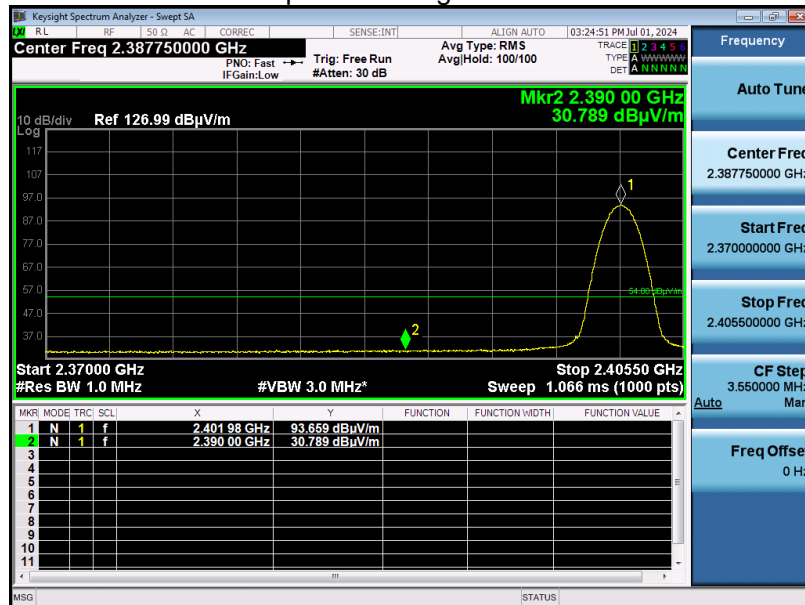 Keysight Spectrum Analyzer - Swept SA
LXI RL RF 50 Ω AC CORREC SENSE:INT ALIGN AUTO 03:24:51 PM Jul 01, 2024
Center Freq 2.387750000 GHz
PNO: Fast
IFGain:Low
Trig: Free Run
#Atten: 30 dB
Avg Type: RMS
Avg|Hold: 100/100
TRACE 1 2 3 4 5 6
TYPE A WWWWW
DET A N N N N N
Mkr2 2.390 00 GHz
30.789 dBµV/m
10 dB/div Ref 126.99 dBµV/m
Log
117
107
97.0
87.0
77.0
67.0
57.0
47.0
37.0
1
54.00 dBµV/m
2
Start 2.37000 GHz Stop 2.40550 GHz
#Res BW 1.0 MHz #VBW 3.0 MHz* Sweep 1.066 ms (1000 pts)
MKR MODE TRC SCL X Y FUNCTION FUNCTION WIDTH FUNCTION VALUE
1 N 1 f 2.401 98 GHz 93.659 dBµV/m
2 N 1 f 2.390 00 GHz 30.789 dBµV/m
3
4
5
6
7
8
9
10
11
MSG STATUS
Frequency
Auto Tune
Center Freq
2.387750000 GHz
Start Freq
2.370000000 GHz
Stop Freq
2.405500000 GHz
CF Step
3.550000 MHz
Auto Man
Freq Offset
0 Hz